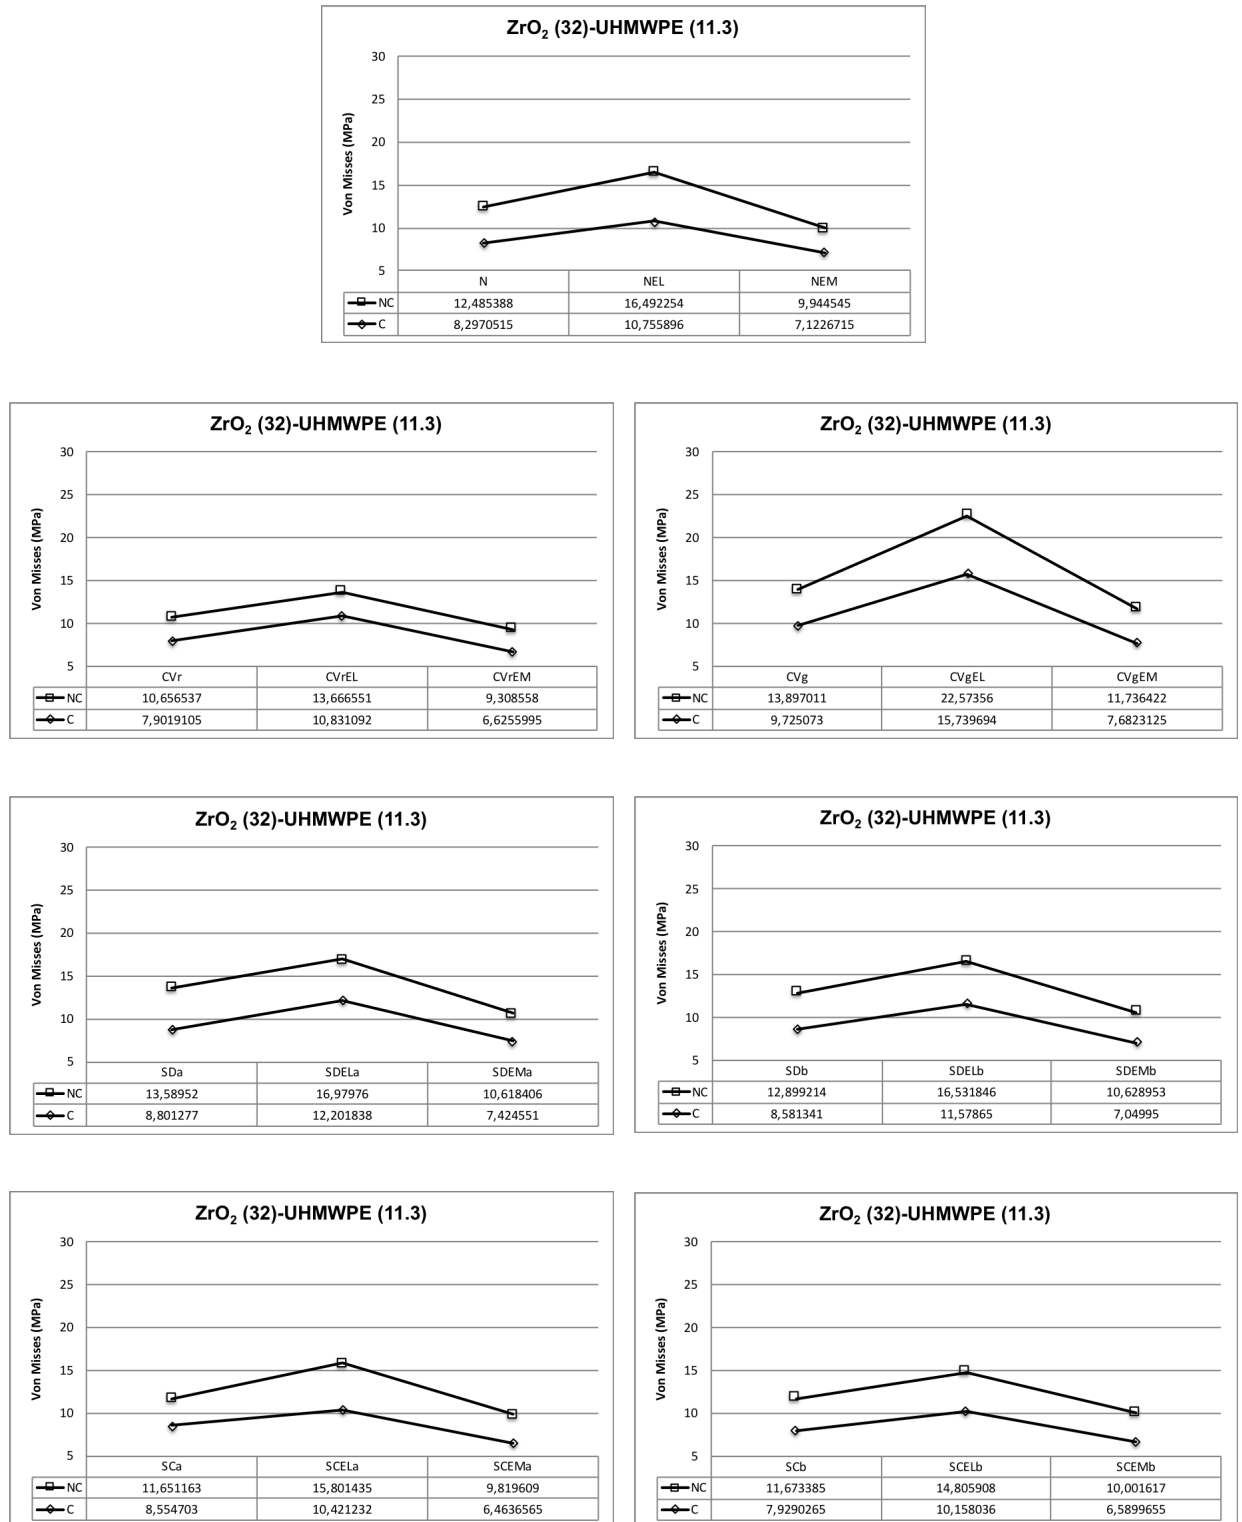 ZrO₂ (32)-UHMWPE (11.3)
Von Misses (MPa)
30
25
20
15
10
5
N NEL NEM
NC 12,485388 16,492254 9,944545
C 8,2970515 10,755896 7,1226715
ZrO₂ (32)-UHMWPE (11.3)
Von Misses (MPa)
30
25
20
15
10
5
CVr CVrEL CVrEM
NC 10,656537 13,666551 9,308558
C 7,9019105 10,831092 6,6255995
ZrO₂ (32)-UHMWPE (11.3)
Von Misses (MPa)
30
25
20
15
10
5
CVg CVgEL CVgEM
NC 13,897011 22,57356 11,736422
C 9,725073 15,739694 7,6823125
ZrO₂ (32)-UHMWPE (11.3)
Von Misses (MPa)
30
25
20
15
10
5
SDa SDELa SDEMa
NC 13,58952 16,97976 10,618406
C 8,801277 12,201838 7,424551
ZrO₂ (32)-UHMWPE (11.3)
Von Misses (MPa)
30
25
20
15
10
5
SDb SDELb SDEMb
NC 12,899214 16,531846 10,628953
C 8,581341 11,57865 7,04995
ZrO₂ (32)-UHMWPE (11.3)
Von Misses (MPa)
30
25
20
15
10
5
SCa SCELa SCEMa
NC 11,651163 15,801435 9,819609
C 8,554703 10,421232 6,4636565
ZrO₂ (32)-UHMWPE (11.3)
Von Misses (MPa)
30
25
20
15
10
5
SCb SCELb SCEMb
NC 11,673385 14,805908 10,001617
C 7,9290265 10,158036 6,5899655